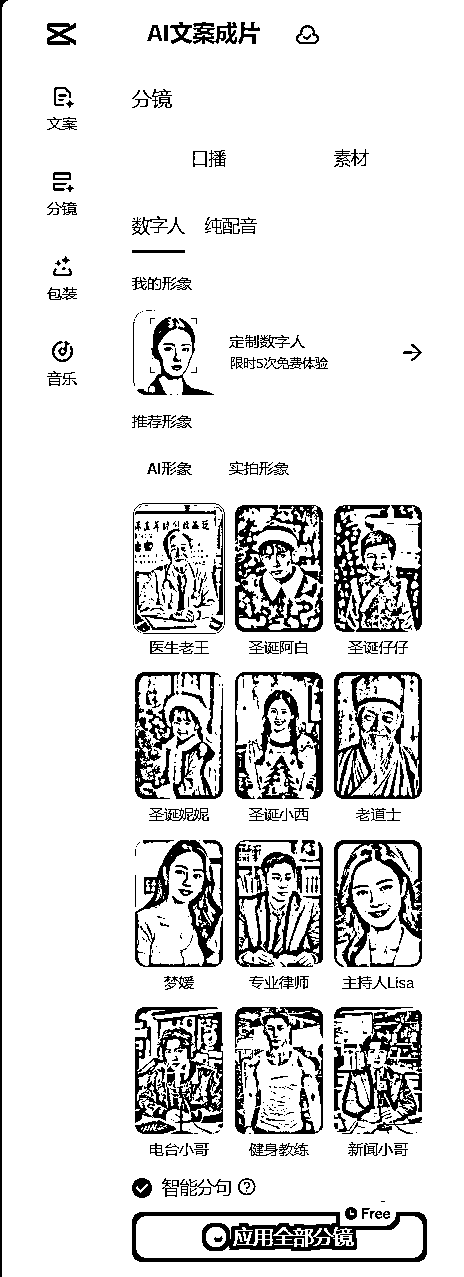 AI文案成片
文案
分镜
包装
音乐
分镜
口播 素材
数字人 纯配音
我的形象
定制数字人
限时5次免费体验
推荐形象
AI形象 实拍形象
医生老王 圣诞阿白 圣诞仔仔
圣诞妮妮 圣诞小西 老道士
梦媛 专业律师 主持人Lisa
电台小哥 健身教练 新闻小哥
智能分句
Free
应用全部分镜